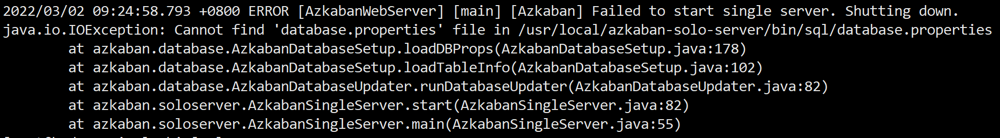 2022/03/02 09:24:58.793 +0800 ERROR [AzkabanWebServer] [main] [Azkaban] Failed to start single server. Shutting down.
java.io.IOException: Cannot find 'database.properties' file in /usr/local/azkaban-solo-server/bin/sql/database.properties
        at azkaban.database.AzkabanDatabaseSetup.loadDBProps(AzkabanDatabaseSetup.java:178)
        at azkaban.database.AzkabanDatabaseSetup.loadTableInfo(AzkabanDatabaseSetup.java:102)
        at azkaban.database.AzkabanDatabaseUpdater.runDatabaseUpdater(AzkabanDatabaseUpdater.java:82)
        at azkaban.soloserver.AzkabanSingleServer.start(AzkabanSingleServer.java:82)
        at azkaban.soloserver.AzkabanSingleServer.main(AzkabanSingleServer.java:55)